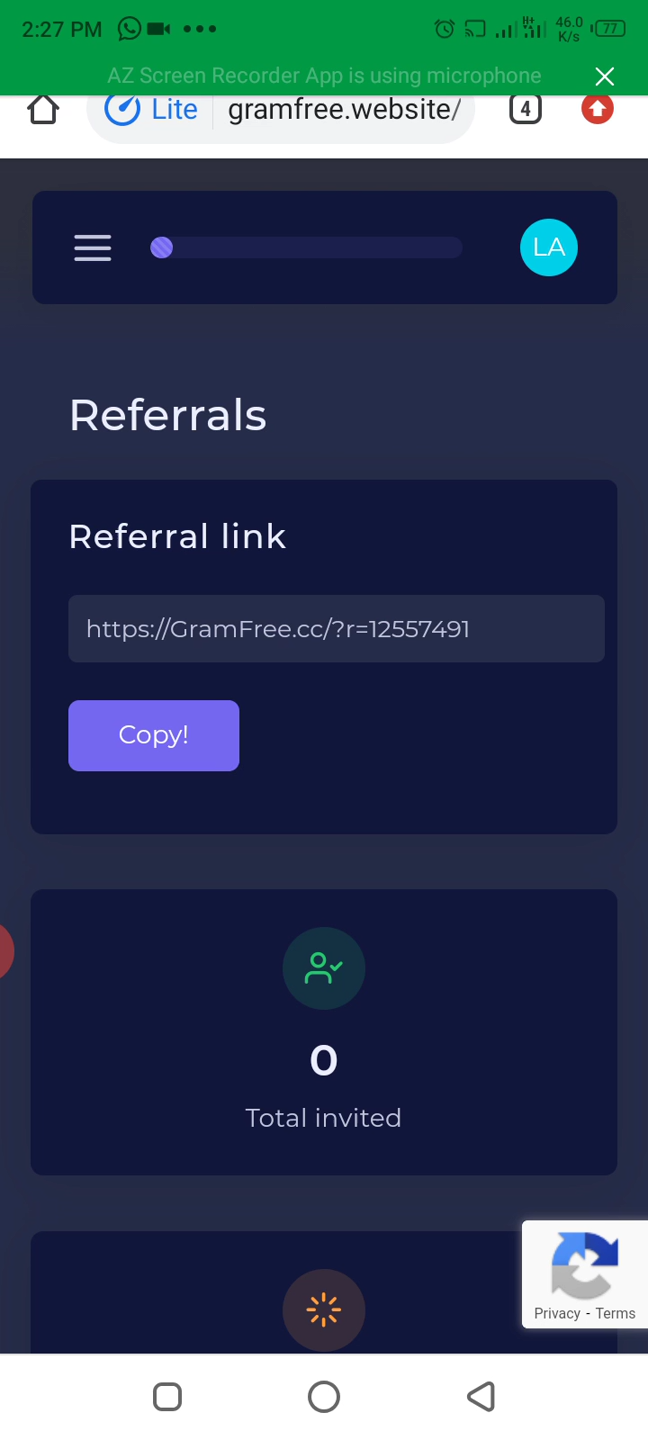 2:27 PM
46.0
K/s
77
AZ Screen Recorder App is using microphone
Lite
gramfree.website/
4
LA
Referrals
Referral link
https://GramFree.cc/?r=12557491
Copy!
0
Total invited
Privacy - Terms